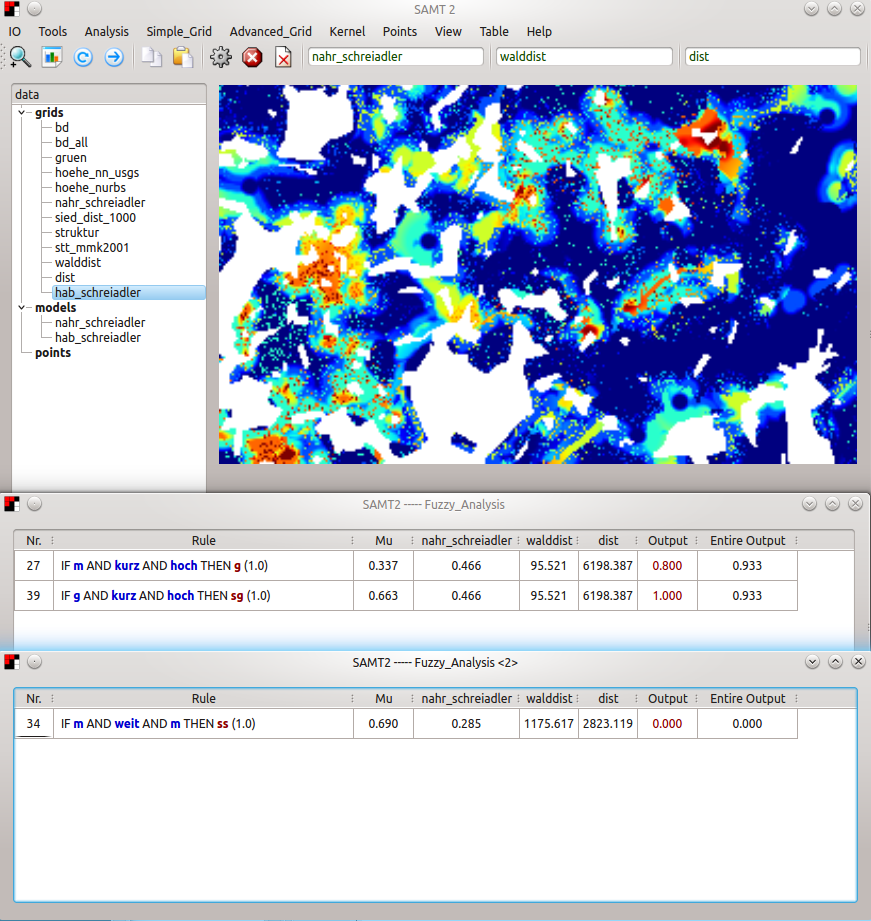 SAMT 2
IO Tools Analysis Simple_Grid Advanced_Grid Kernel Points View Table Help
nahr_schreiadler walddist dist
data
grids
bd
bd_all
gruen
hoehe_nn_usgs
hoehe_nurbs
nahr_schreiadler
sied_dist_1000
struktur
stt_mmk2001
walddist
dist
hab_schreiadler
models
nahr_schreiadler
hab_schreiadler
points
SAMT2 ----- Fuzzy_Analysis
Nr. Rule Mu nahr_schreiadler walddist dist Output Entire Output
27 IF m AND kurz AND hoch THEN g (1.0) 0.337 0.466 95.521 6198.387 0.800 0.933
39 IF g AND kurz AND hoch THEN sg (1.0) 0.663 0.466 95.521 6198.387 1.000 0.933
SAMT2 ----- Fuzzy_Analysis <2>
Nr. Rule Mu nahr_schreiadler walddist dist Output Entire Output
34 IF m AND weit AND m THEN ss (1.0) 0.690 0.285 1175.617 2823.119 0.000 0.000